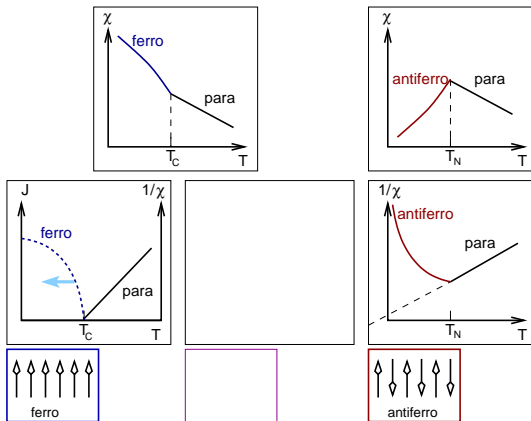 χ
ferro
para
T_C
T
χ
antiferro
para
T_N
T
J
1/χ
ferro
para
T_C
T
1/χ
antiferro
para
T_N
T
ferro
antiferro